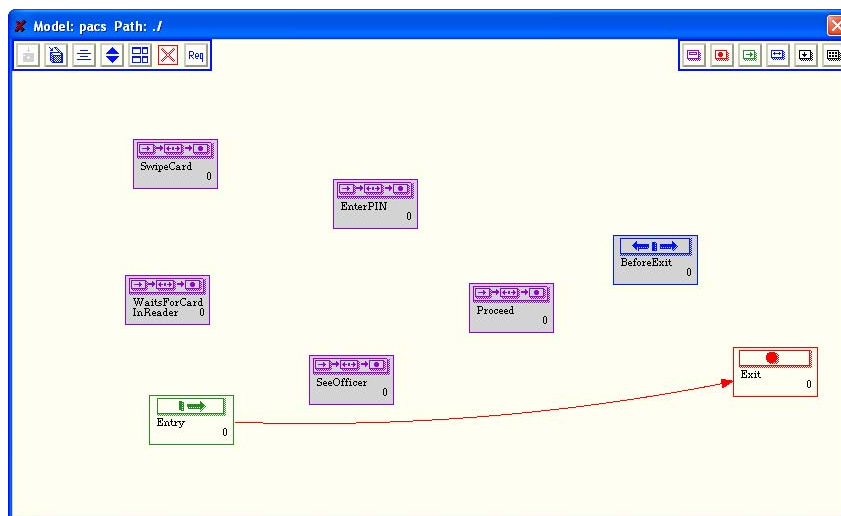 Model: pacs Path: ./
Req
SwipeCard
0
EnterPIN
0
BeforeExit
0
WaitsForCard
InReader 0
Proceed
0
SeeOfficer
0
Exit
0
Entry
0